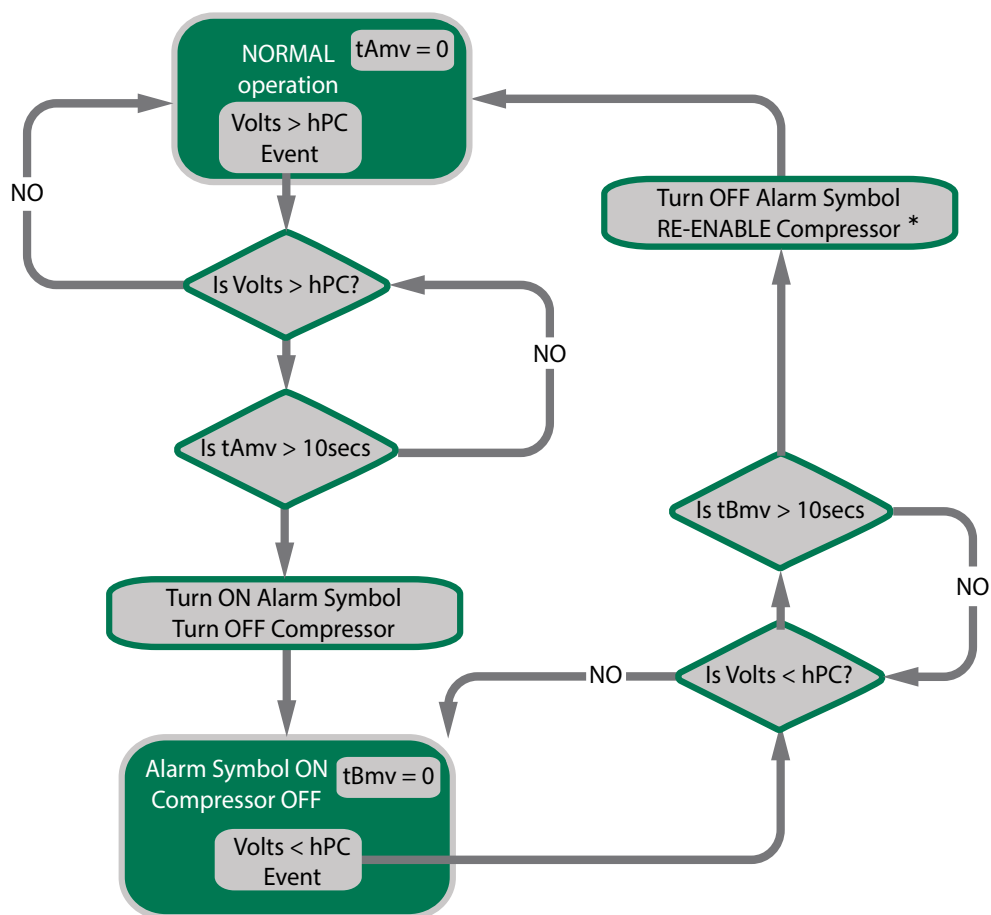 NORMAL
operation
tAmv = 0
Volts > hPC
Event
NO
Is Volts > hPC?
NO
Is tAmv > 10secs
Turn ON Alarm Symbol
Turn OFF Compressor
Alarm Symbol ON
Compressor OFF
tBmv = 0
Volts < hPC
Event
NO
Is Volts < hPC?
NO
Is tBmv > 10secs
Turn OFF Alarm Symbol
RE-ENABLE Compressor *